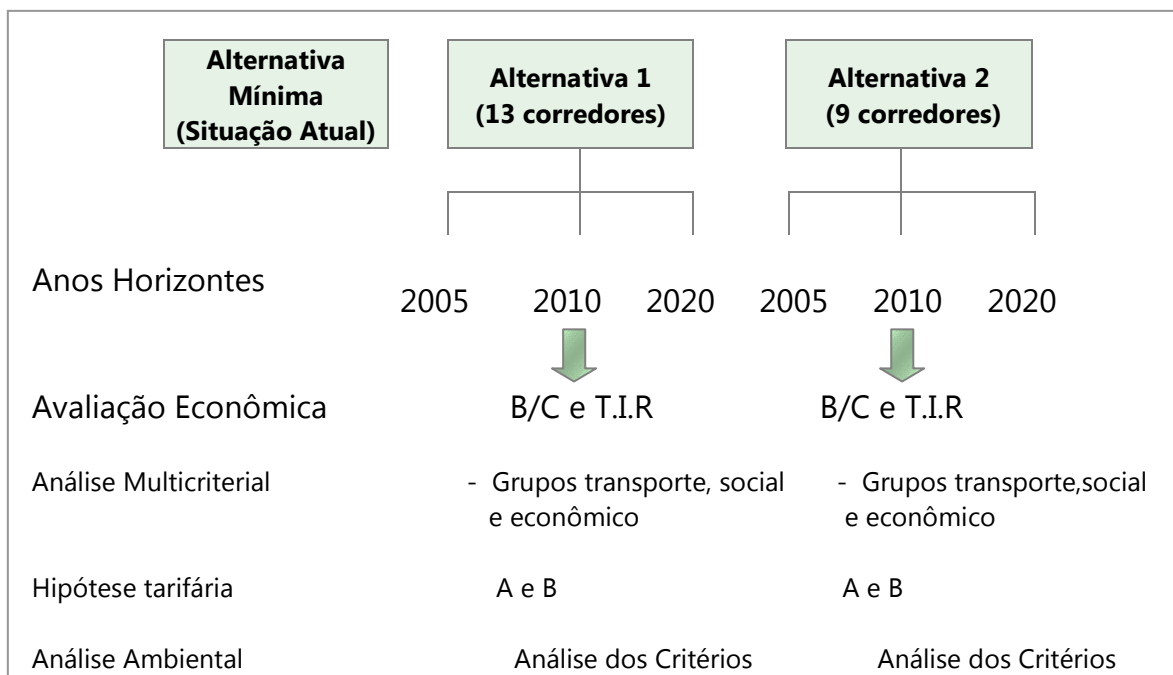 Alternativa
Mínima
(Situação Atual)
Alternativa 1
(13 corredores)
Alternativa 2
(9 corredores)
Anos Horizontes
2005 2010 2020 2005 2010 2020
Avaliação Econômica B/C e T.I.R B/C e T.I.R
Análise Multicriterial - Grupos transporte, social - Grupos transporte,social
e econômico e econômico
Hipótese tarifária A e B A e B
Análise Ambiental Análise dos Critérios Análise dos Critérios